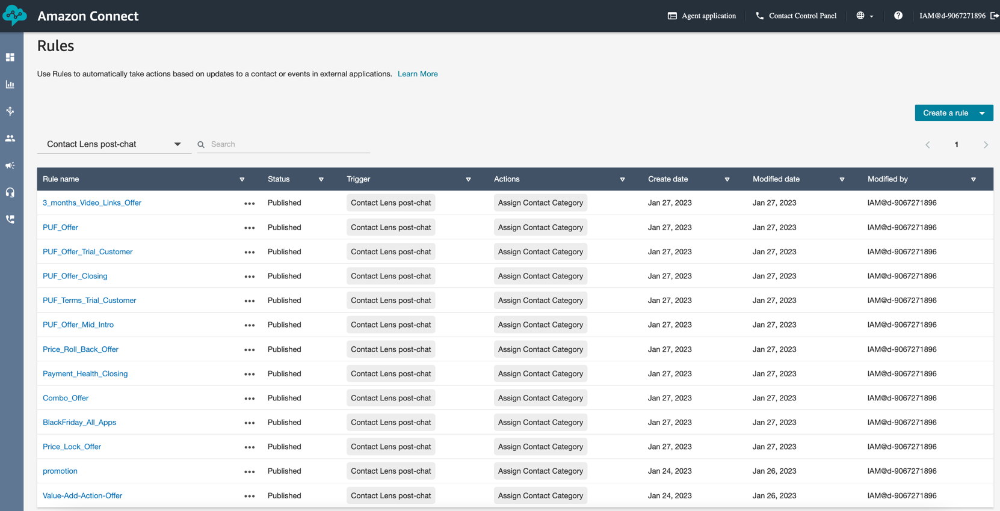 Amazon Connect
Agent application
Contact Control Panel
IAM@d-9067271896
Rules
Use Rules to automatically take actions based on updates to a contact or events in external applications. Learn More
Create a rule
Contact Lens post-chat
Search
1
Rule name Status Trigger Actions Create date Modified date Modified by
3_months_Video_Links_Offer Published Contact Lens post-chat Assign Contact Category Jan 27, 2023 Jan 27, 2023 IAM@d-9067271896
PUF_Offer Published Contact Lens post-chat Assign Contact Category Jan 27, 2023 Jan 27, 2023 IAM@d-9067271896
PUF_Offer_Trial_Customer Published Contact Lens post-chat Assign Contact Category Jan 27, 2023 Jan 27, 2023 IAM@d-9067271896
PUF_Offer_Closing Published Contact Lens post-chat Assign Contact Category Jan 27, 2023 Jan 27, 2023 IAM@d-9067271896
PUF_Terms_Trial_Customer Published Contact Lens post-chat Assign Contact Category Jan 27, 2023 Jan 27, 2023 IAM@d-9067271896
PUF_Offer_Mid_Intro Published Contact Lens post-chat Assign Contact Category Jan 27, 2023 Jan 27, 2023 IAM@d-9067271896
Price_Roll_Back_Offer Published Contact Lens post-chat Assign Contact Category Jan 27, 2023 Jan 27, 2023 IAM@d-9067271896
Payment_Health_Closing Published Contact Lens post-chat Assign Contact Category Jan 27, 2023 Jan 27, 2023 IAM@d-9067271896
Combo_Offer Published Contact Lens post-chat Assign Contact Category Jan 27, 2023 Jan 27, 2023 IAM@d-9067271896
BlackFriday_All_Apps Published Contact Lens post-chat Assign Contact Category Jan 27, 2023 Jan 27, 2023 IAM@d-9067271896
Price_Lock_Offer Published Contact Lens post-chat Assign Contact Category Jan 27, 2023 Jan 27, 2023 IAM@d-9067271896
promotion Published Contact Lens post-chat Assign Contact Category Jan 24, 2023 Jan 26, 2023 IAM@d-9067271896
Value-Add-Action-Offer Published Contact Lens post-chat Assign Contact Category Jan 24, 2023 Jan 26, 2023 IAM@d-9067271896